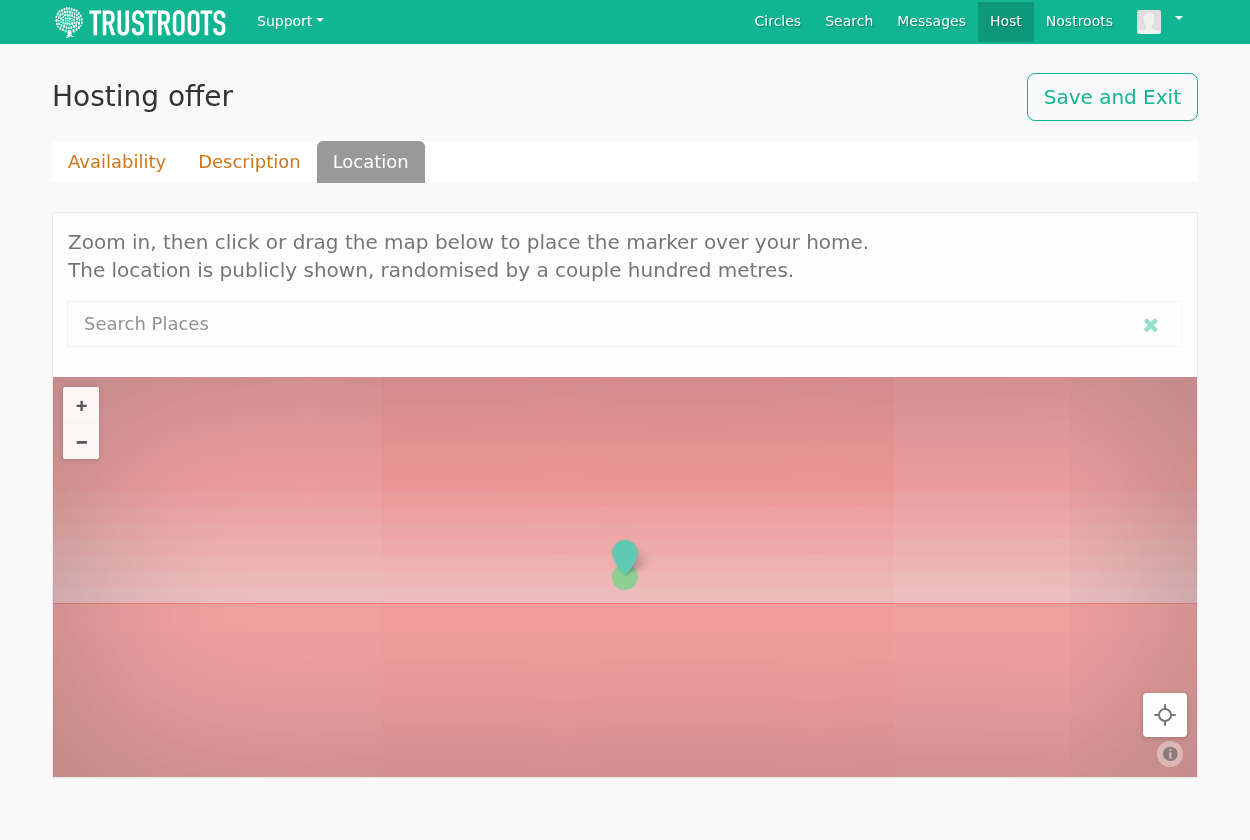 TRUSTROOTS
Support
Circles
Search
Messages
Host
Nostroots
Hosting offer
Save and Exit
Availability
Description
Location
Zoom in, then click or drag the map below to place the marker over your home.
The location is publicly shown, randomised by a couple hundred metres.
Search Places
+
−